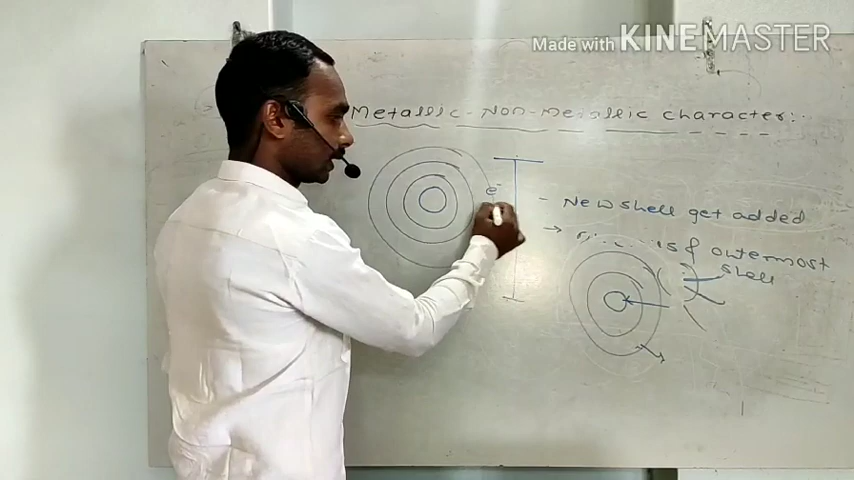 Made with KINEMASTER
Metallic - Non-metallic character :.
e⁻
- New shell get added
→ of outermost
shell